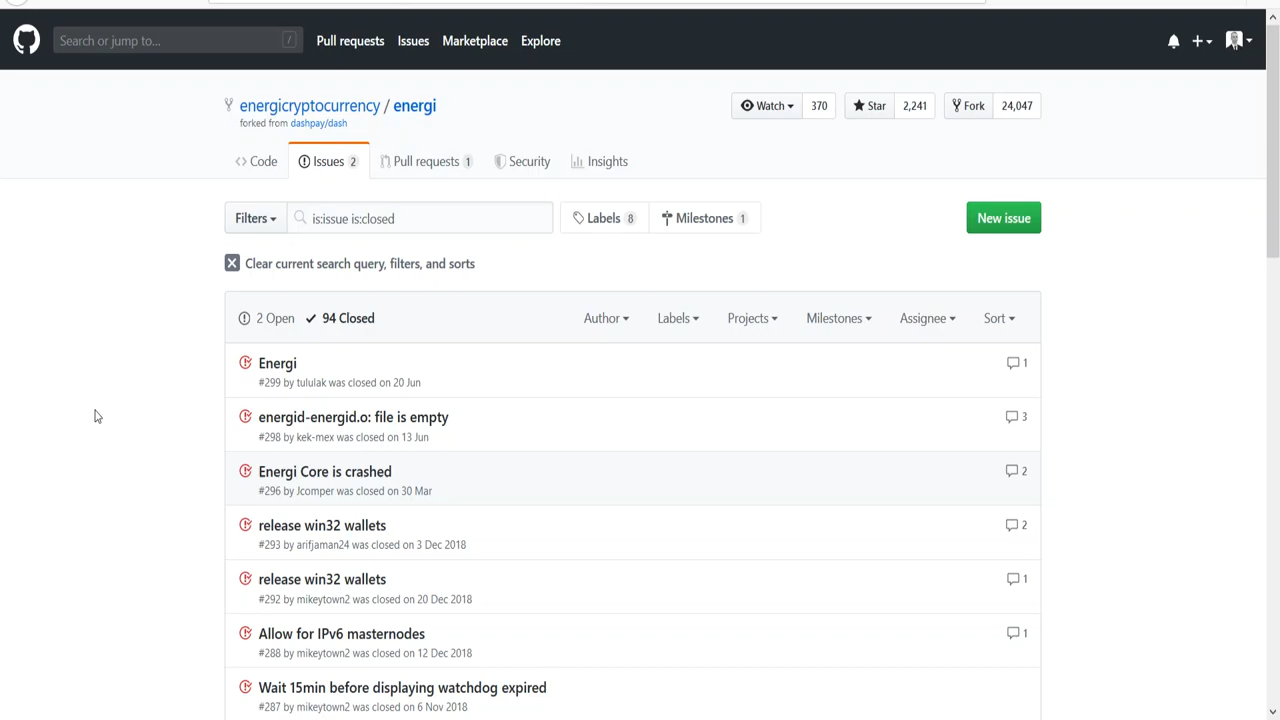 Search or jump to... /
Pull requests Issues Marketplace Explore
energicryptocurrency / energi
Watch 370 Star 2,241 Fork 24,047
forked from dashpay/dash
Code Issues 2 Pull requests 1 Security Insights
Filters is:issue is:closed Labels 8 Milestones 1 New issue
Clear current search query, filters, and sorts
2 Open 94 Closed Author Labels Projects Milestones Assignee Sort
Energi 1
#299 by tululak was closed on 20 Jun
energid-energid.o: file is empty 3
#298 by kek-mex was closed on 13 Jun
Energi Core is crashed 2
#296 by Jcomper was closed on 30 Mar
release win32 wallets 2
#293 by arifjaman24 was closed on 3 Dec 2018
release win32 wallets 1
#292 by mikeytown2 was closed on 20 Dec 2018
Allow for IPv6 masternodes 1
#288 by mikeytown2 was closed on 12 Dec 2018
Wait 15min before displaying watchdog expired
#287 by mikeytown2 was closed on 6 Nov 2018